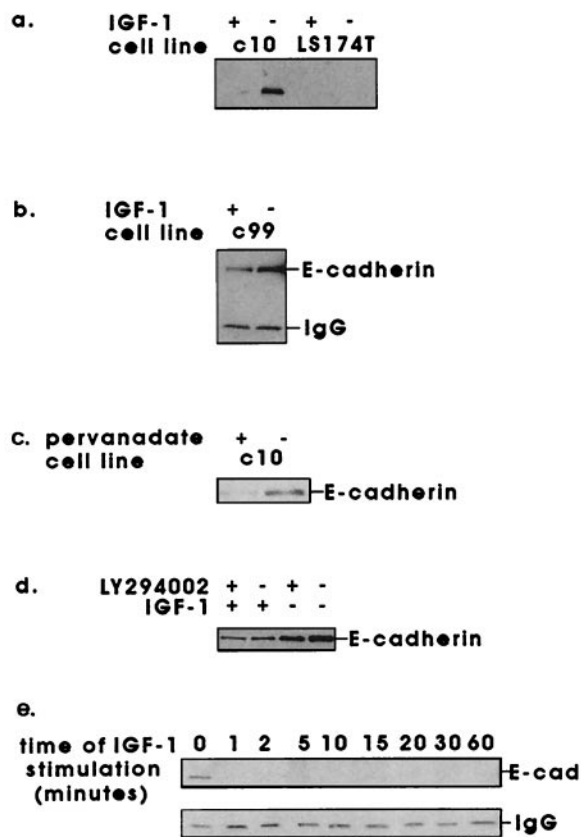 a. IGF-1 + - + -
cell line c10 LS174T
b. IGF-1 + -
cell line c99
E-cadherin
IgG
c. pervanadate + -
cell line c10
E-cadherin
d. LY294002 + - + -
IGF-1 + + - -
E-cadherin
e.
time of IGF-1 0 1 2 5 10 15 20 30 60
stimulation E-cad
(minutes)
IgG